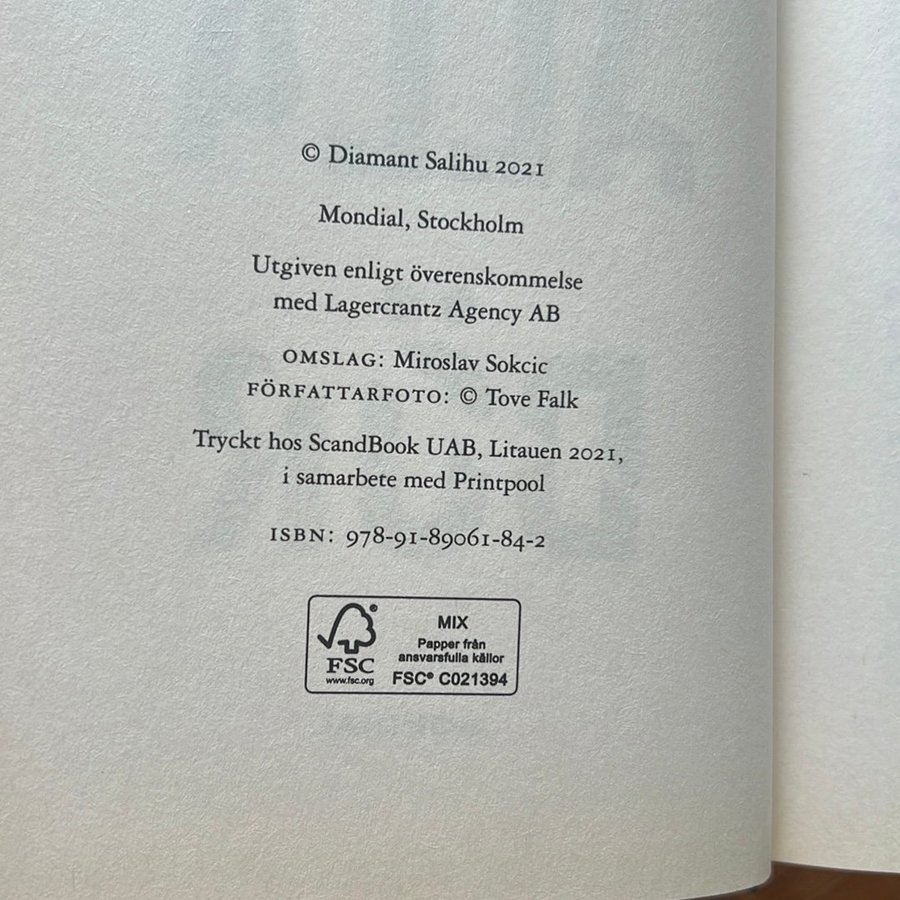 © Diamant Salihu 2021
Mondial, Stockholm
Utgiven enligt överenskommelse
med Lagercrantz Agency AB
OMSLAG: Miroslav Sokcic
FÖRFATTARFOTO: © Tove Falk
Tryckt hos ScandBook UAB, Litauen 2021,
i samarbete med Printpool
ISBN: 978-91-89061-84-2
FSC
www.fsc.org
MIX
Papper från
ansvarsfulla källor
FSC® C021394